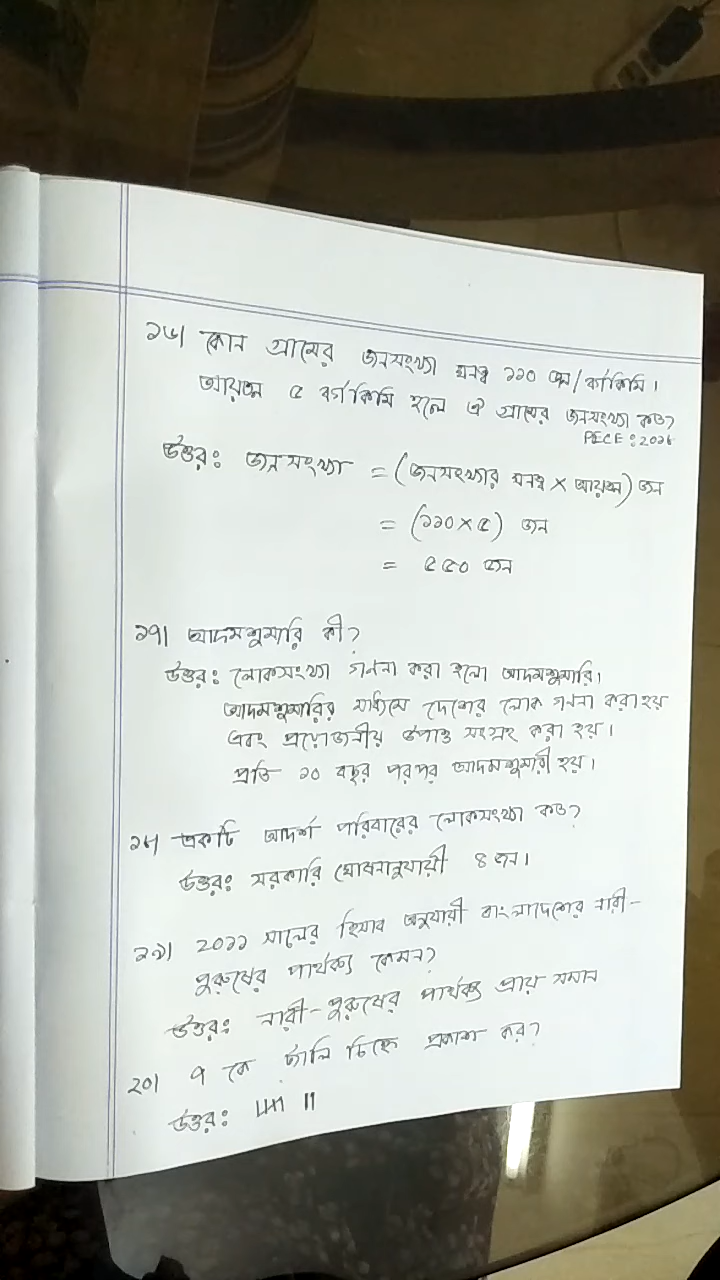 ১৬। কোন গ্রামের জনসংখ্যা ঘনত্ব ১১০ জন/বর্গকিমি।
আয়তন ৫ বর্গকিমি হলে ঐ গ্রামের জনসংখ্যা কত?
PECE: 2016
উত্তর: জনসংখ্যা = (জনসংখ্যার ঘনত্ব × আয়তন) জন
= (১১০×৫) জন
= ৫৫০ জন
১৭। আদমশুমারি কী?
উত্তর: লোকসংখ্যা গননা করা হলো আদমশুমারি।
আদমশুমারির মাধ্যমে দেশের লোক গননা করা হয়
এবং প্রয়োজনীয় উপাত্ত সংগ্রহ করা হয়।
প্রতি ১০ বছর পরপর আদমশুমারী হয়।
১৮ একটি আদর্শ পরিবারের লোকসংখ্যা কত?
উত্তর: সরকারি ঘোষনানুযায়ী ৪ জন।
১৯। ২০১১ সালের হিসাব অনুযায়ী বাংলাদেশের নারী-
পুরুষের পার্থক্য কেমন?
উত্তর: নারী-পুরুষের পার্থক্য প্রায় সমান
২০। ৭ কে ট্যালি চিহ্নে প্রকাশ কর?
উত্তর: